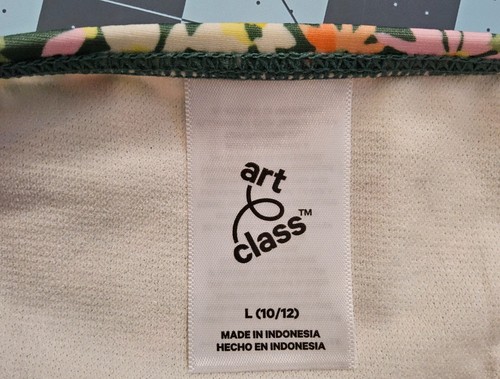 art
class™
L (10/12)
MADE IN INDONESIA
HECHO EN INDONESIA